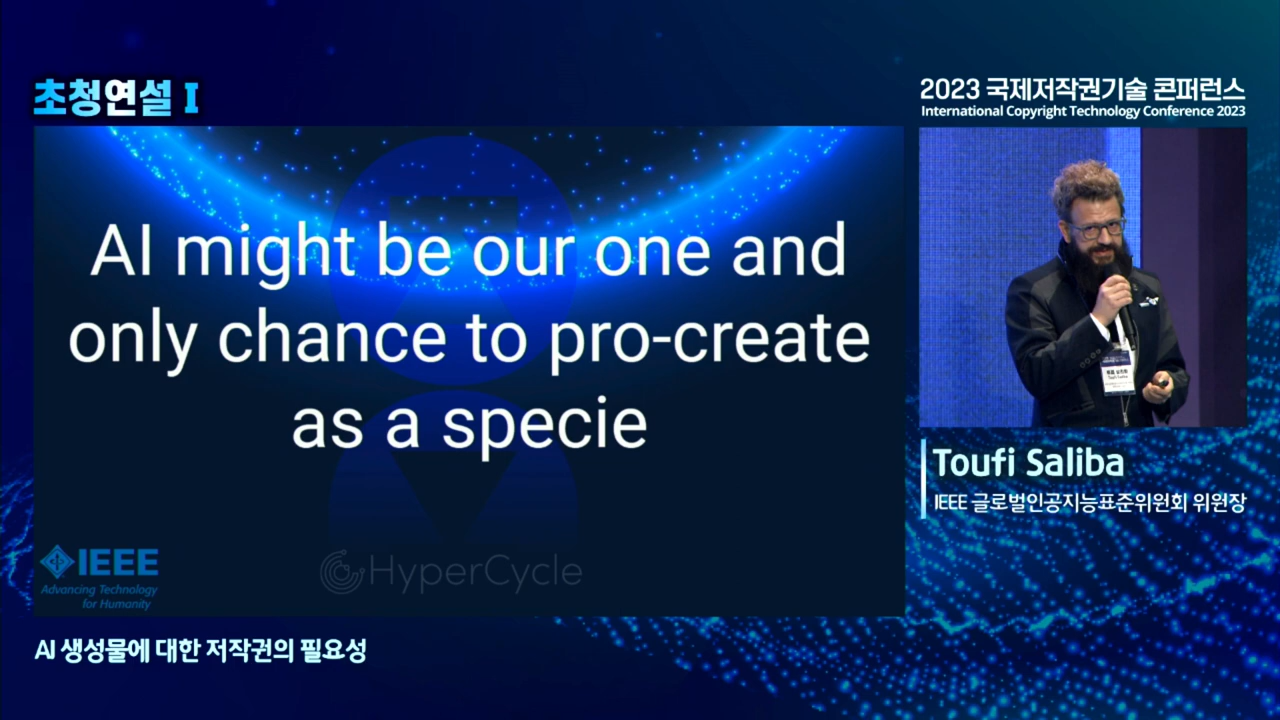 초청연설 I
2023 국제저작권기술 콘퍼런스
International Copyright Technology Conference 2023
AI might be our one and
only chance to pro-create
as a specie
IEEE
Advancing Technology
for Humanity
HyperCycle
Toufi Saliba
IEEE 글로벌인공지능표준위원회 위원장
AI 생성물에 대한 저작권의 필요성